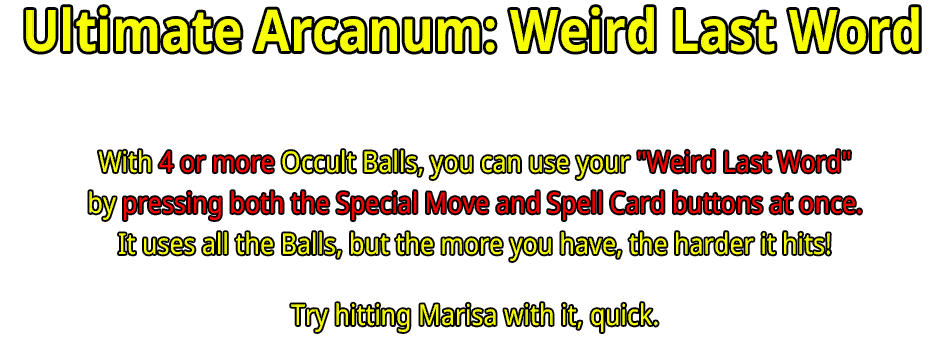 Ultimate Arcanum: Weird Last Word
With 4 or more Occult Balls, you can use your "Weird Last Word"
by pressing both the Special Move and Spell Card buttons at once.
It uses all the Balls, but the more you have, the harder it hits!
Try hitting Marisa with it, quick.